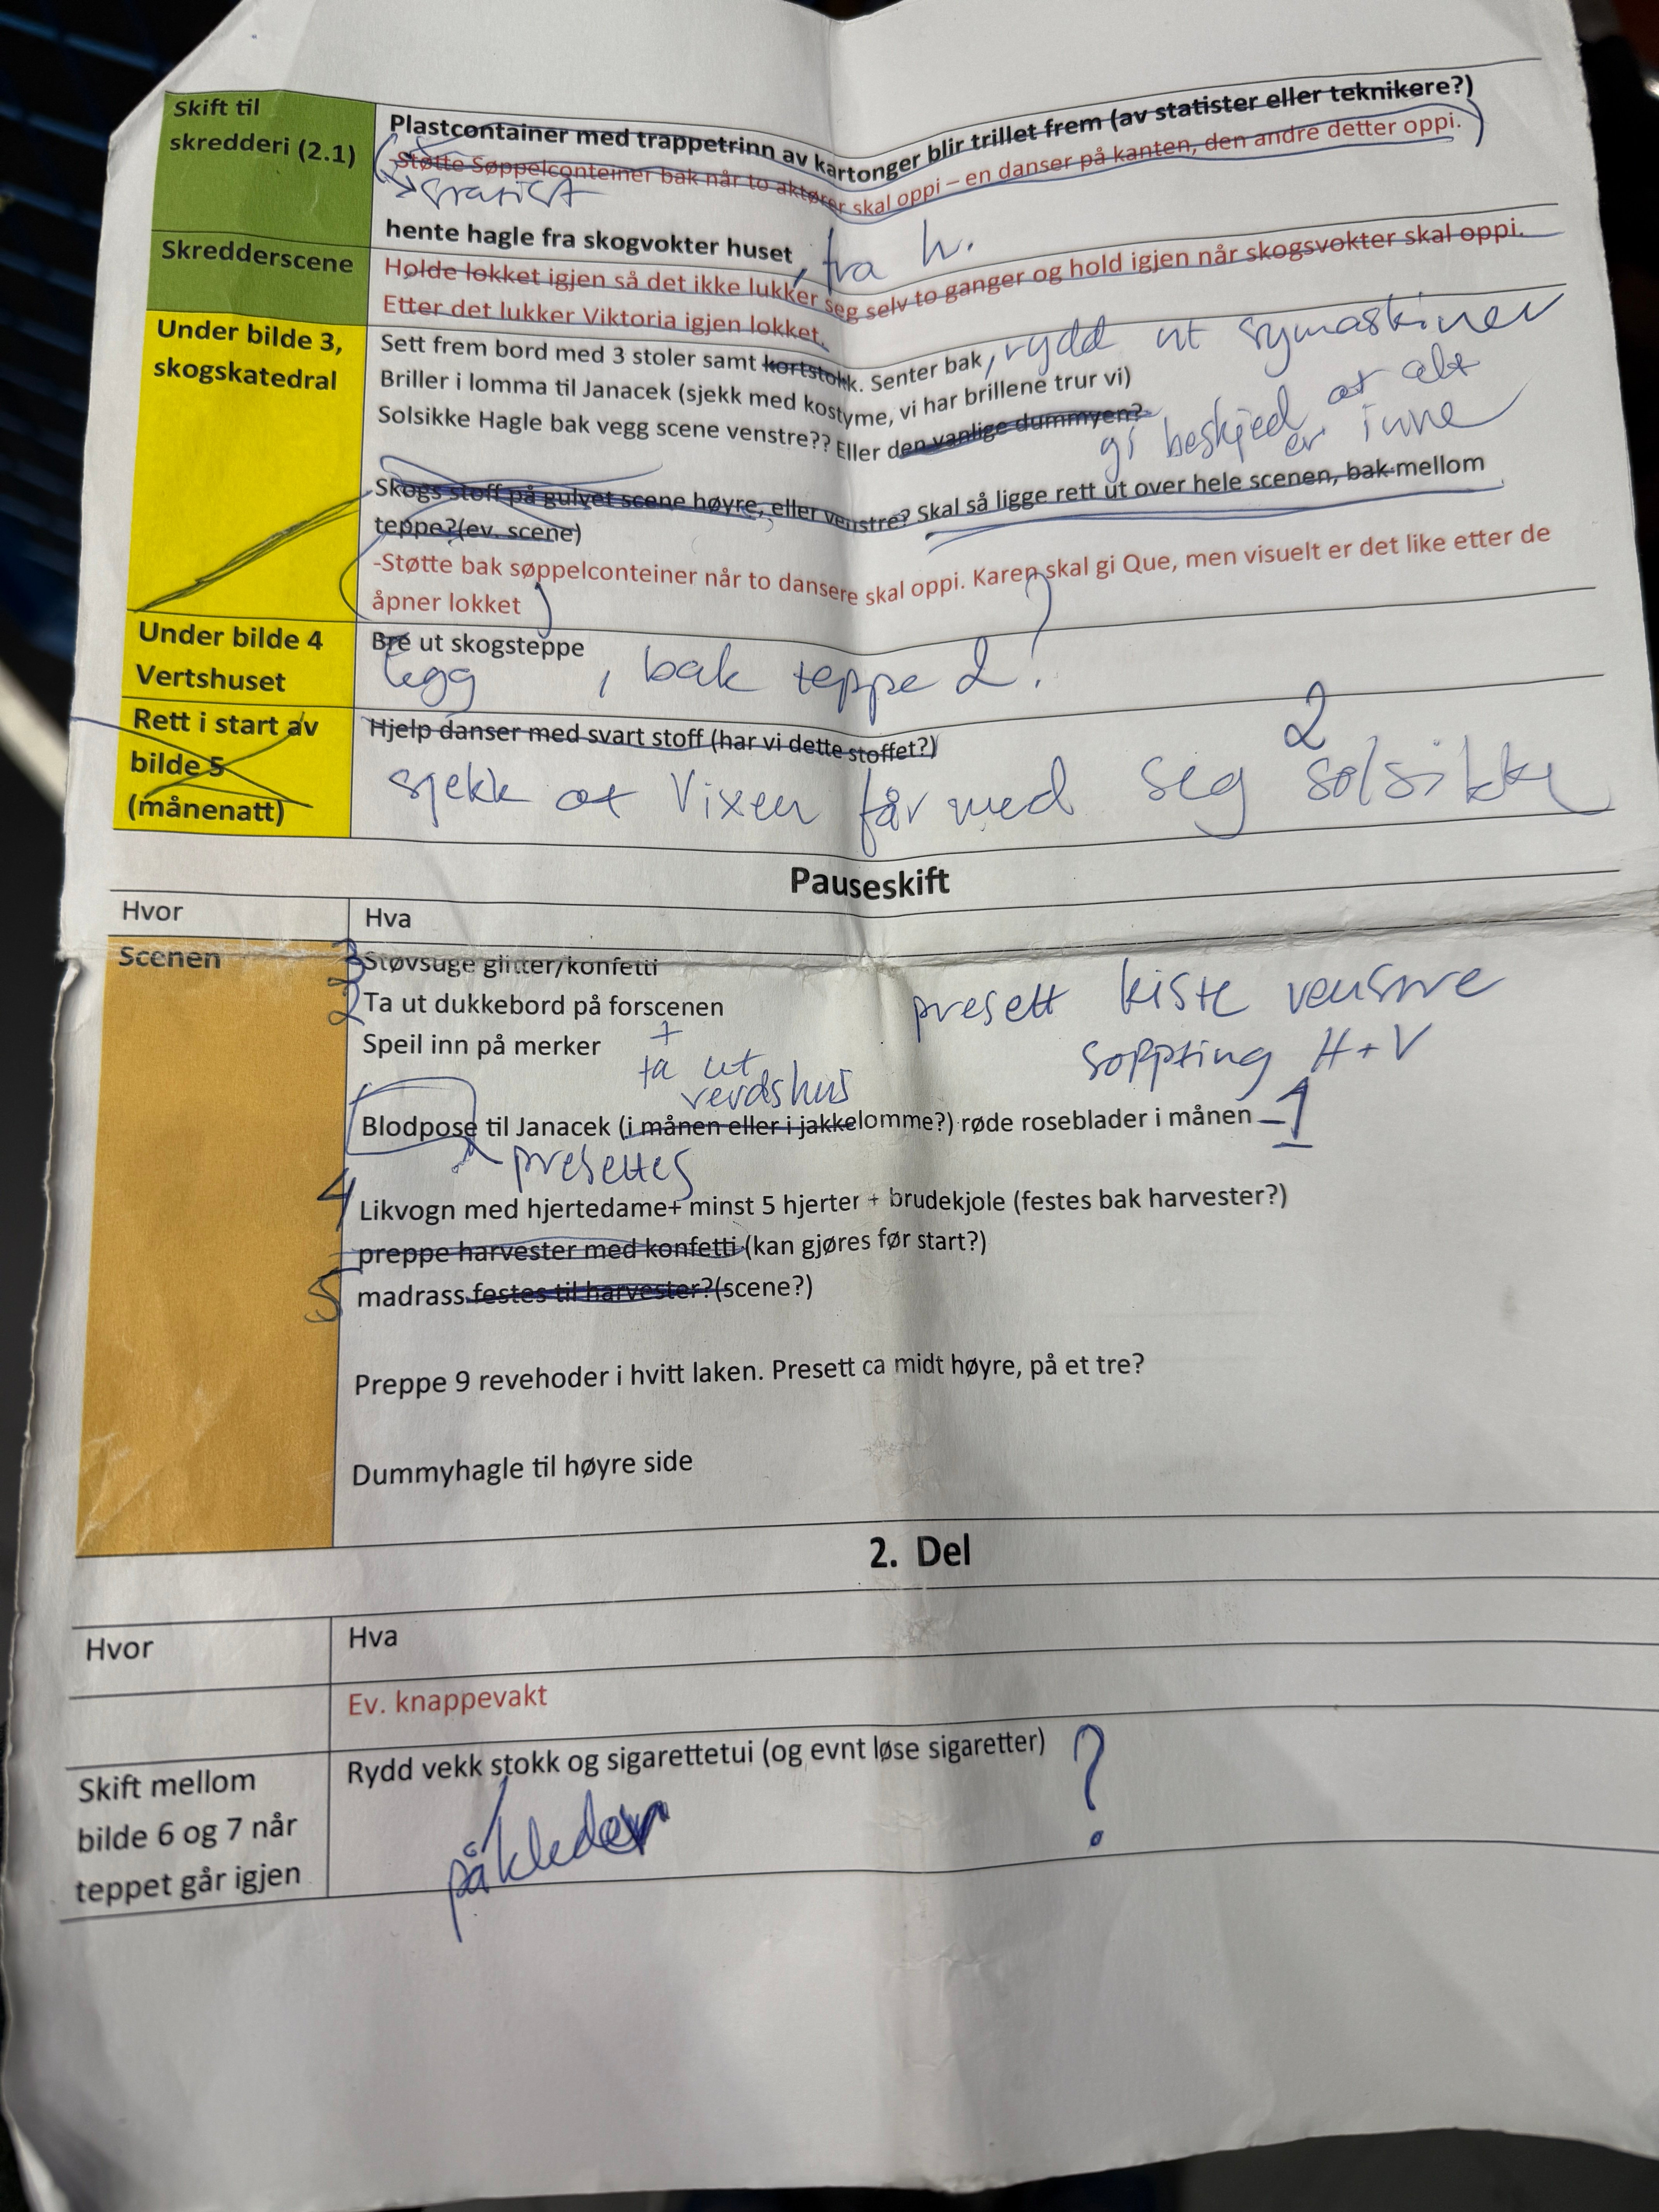 Skift til
skredderi (2.1)
Plastcontainer med trappetrinn av kartonger blir trillet frem (av statister eller teknikere?)
-Støtte Søppelconteiner bak når to aktører skal oppi – en danser på kanten, den andre detter oppi.
statist
hente hagle fra skogvokter huset, fra h.
Skredderscene
Holde lokket igjen så det ikke lukker seg selv to ganger og hold igjen når skogsvokter skal oppi.
Etter det lukker Viktoria igjen lokket.
Under bilde 3,
skogskatedral
Sett frem bord med 3 stoler samt kortstokk. Senter bak, rydd ut symaskiner
Briller i lomma til Janacek (sjekk med kostyme, vi har brillene trur vi)
Solsikke Hagle bak vegg scene venstre?? Eller den vanlige dummyen?
gi beskjed at alt
er inne
Skogs stoff på gulvet scene høyre, eller venstre? Skal så ligge rett ut over hele scenen, bak mellom
teppe?(ev. scene)
-Støtte bak søppelconteiner når to dansere skal oppi. Karen skal gi Que, men visuelt er det like etter de
åpner lokket
Under bilde 4
Vertshuset
Bre ut skogsteppe
legg , bak teppe 2?
Rett i start av
bilde 5
(månenatt)
Hjelp danser med svart stoff (har vi dette stoffet?)
2
sjekk at Vixen får med seg solsikke
Pauseskift
Hvor
Hva
Scenen
3 Støvsuge glitter/konfetti
2 Ta ut dukkebord på forscenen
presett kiste venstre
Speil inn på merker
+
ta ut
verdshus
søppting H+V
Blodpose til Janacek (i månen eller i jakkelomme?) røde roseblader i månen – 1
presettes
4 Likvogn med hjertedame+ minst 5 hjerter + brudekjole (festes bak harvester?)
preppe harvester med konfetti (kan gjøres før start?)
5 madrass festes til harvester?(scene?)
Preppe 9 revehoder i hvitt laken. Presett ca midt høyre, på et tre?
Dummyhagle til høyre side
2. Del
Hvor
Hva
Ev. knappevakt
Skift mellom
bilde 6 og 7 når
teppet går igjen
Rydd vekk stokk og sigarettetui (og evnt løse sigaretter) ?
påkleder